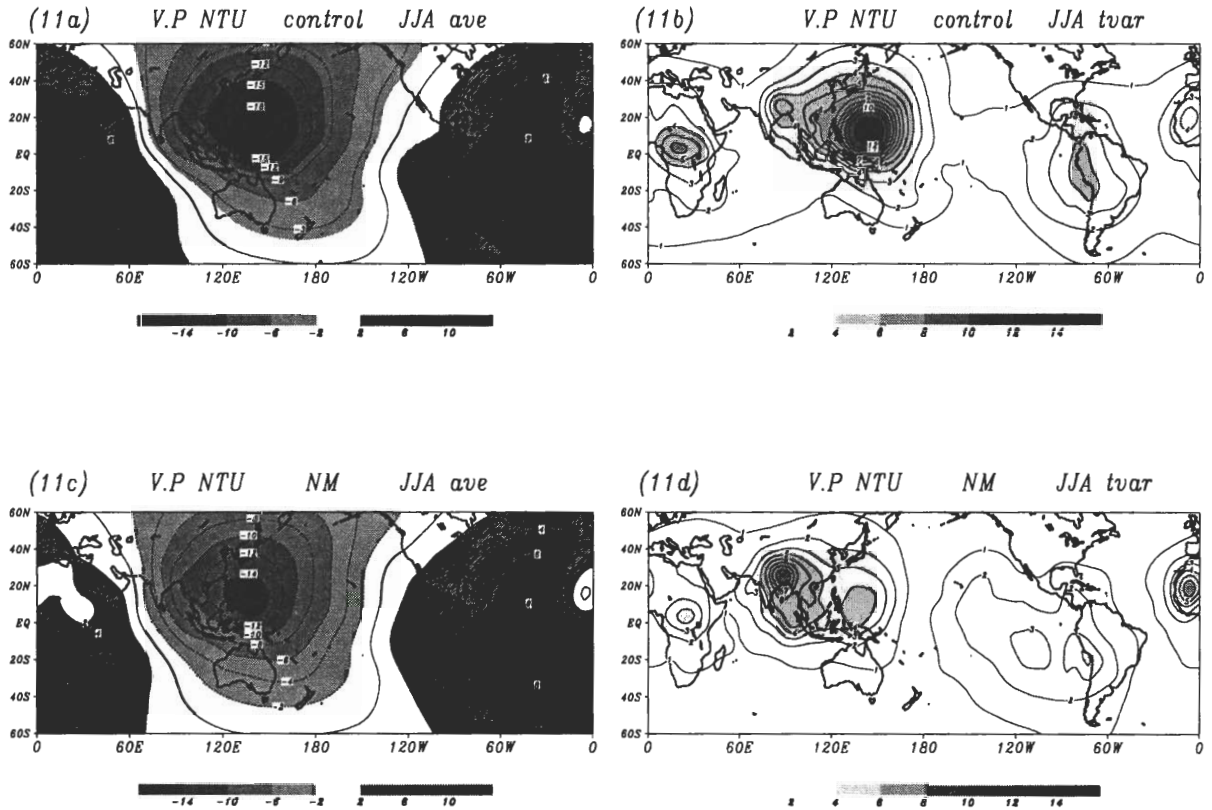 (11a) V.P NTU control JJA ave
(11b) V.P NTU control JJA tvar
60N
40N
20N
EQ
20S
40S
60S
0 60E 120E 180 120W 60W 0
-14 -10 -6 -2 2 6 10
60N
40N
20N
EQ
20S
40S
60S
0 60E 120E 180 120W 60W 0
2 4 6 8 10 12 14
(11c) V.P NTU NM JJA ave
(11d) V.P NTU NM JJA tvar
60N
40N
20N
EQ
20S
40S
60S
0 60E 120E 180 120W 60W 0
-14 -10 -6 -2 2 6 10
60N
40N
20N
EQ
20S
40S
60S
0 60E 120E 180 120W 60W 0
2 4 6 8 10 12 14